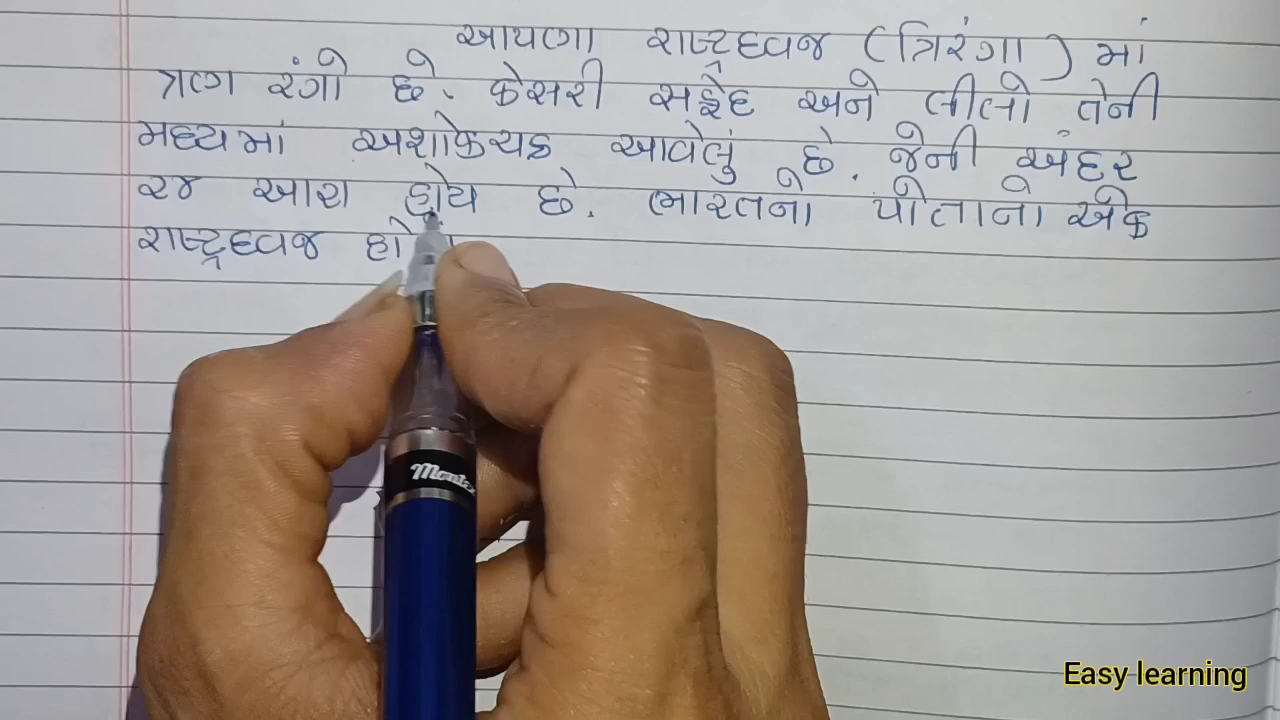 આપણા રાષ્ટ્રધ્વજ (ત્રિરંગા) માં
ત્રણ રંગો છે. કેસરી સફેદ અને લીલો તેની
મધ્યમાં અશોકચક્ર આવેલું છે. જેની અંદર
૨૪ આરા હોય છે. ભારતનો પોતાનો એક
રાષ્ટ્રધ્વજ
Easy learning